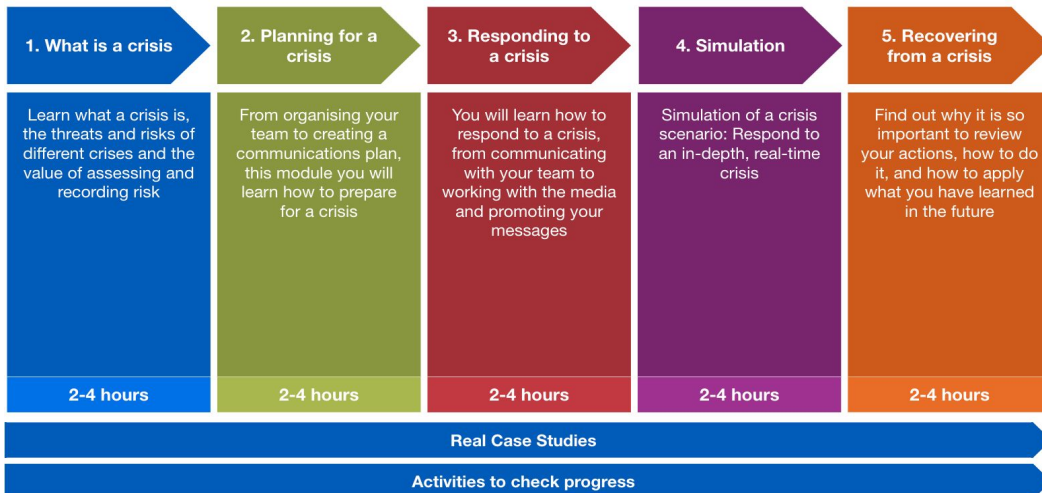 1. What is a crisis
2. Planning for a
crisis
3. Responding to
a crisis
4. Simulation
5. Recovering
from a crisis
Learn what a crisis is,
the threats and risks of
different crises and the
value of assessing and
recording risk
From organising your
team to creating a
communications plan,
this module you will
learn how to prepare
for a crisis
You will learn how to
respond to a crisis,
from communicating
with your team to
working with the media
and promoting your
messages
Simulation of a crisis
scenario: Respond to
an in-depth, real-time
crisis
Find out why it is so
important to review
your actions, how to do
it, and how to apply
what you have learned
in the future
2-4 hours
2-4 hours
2-4 hours
2-4 hours
2-4 hours
Real Case Studies
Activities to check progress